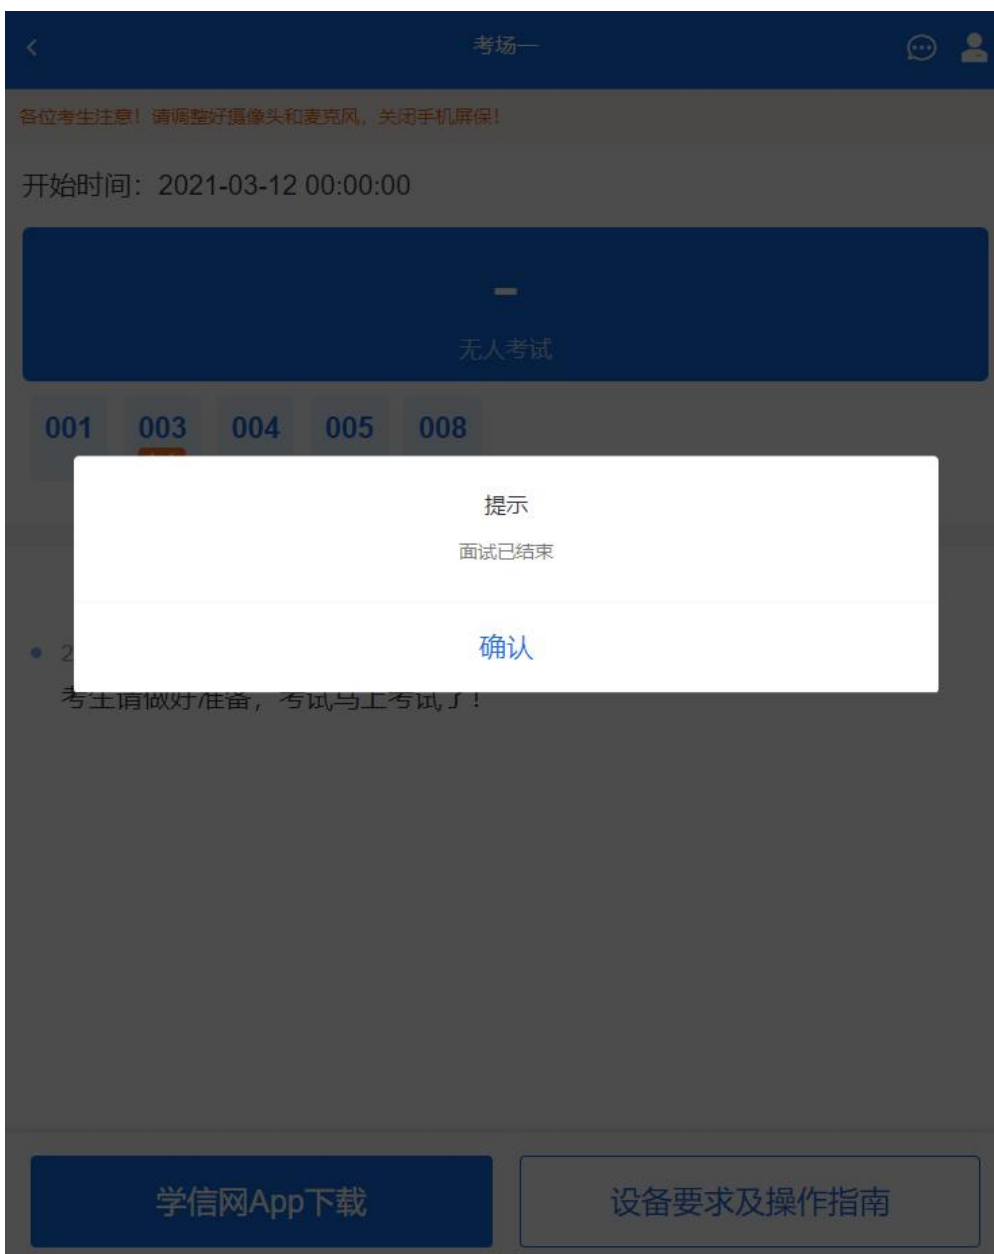 考场一
各位考生注意！请调整好摄像头和麦克风，关闭手机屏保！
开始时间：2021-03-12 00:00:00
-
无人考试
001 003 004 005 008
提示
面试已结束
确认
2
考生请做好准备，考试马上考试了！
学信网App下载
设备要求及操作指南